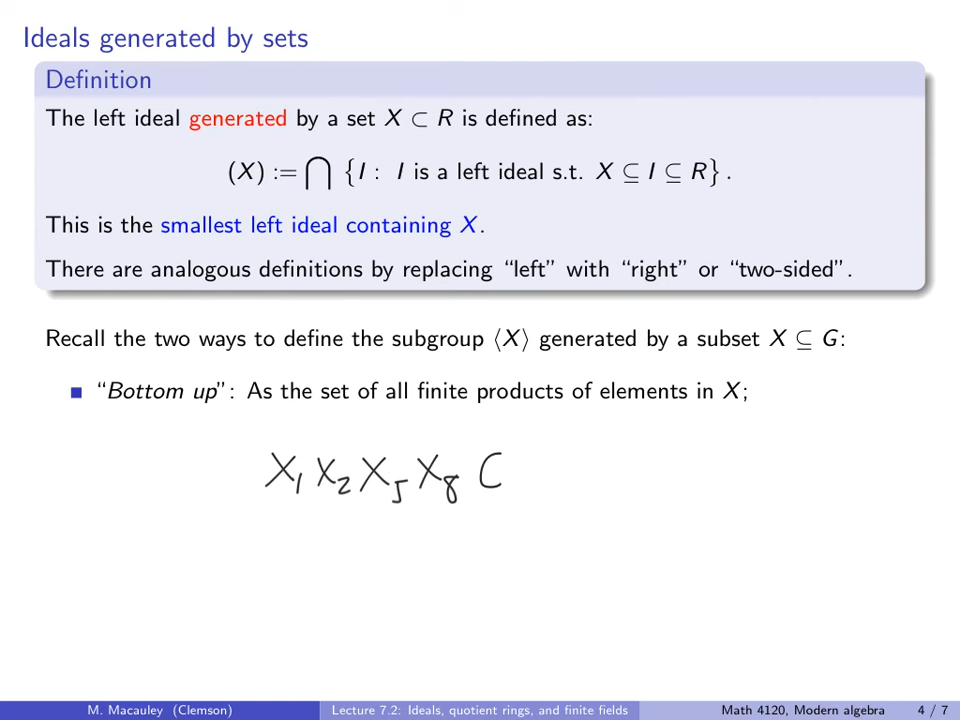 Ideals generated by sets
Definition
The left ideal generated by a set X ⊂ R is defined as:
(X) := ⋂ {I : I is a left ideal s.t. X ⊆ I ⊆ R} .
This is the smallest left ideal containing X.
There are analogous definitions by replacing “left” with “right” or “two-sided”.
Recall the two ways to define the subgroup ⟨X⟩ generated by a subset X ⊆ G:
“Bottom up”: As the set of all finite products of elements in X;
X₁ X₂ X₅ X₈ C
M. Macauley (Clemson) Lecture 7.2: Ideals, quotient rings, and finite fields Math 4120, Modern algebra 4 / 7